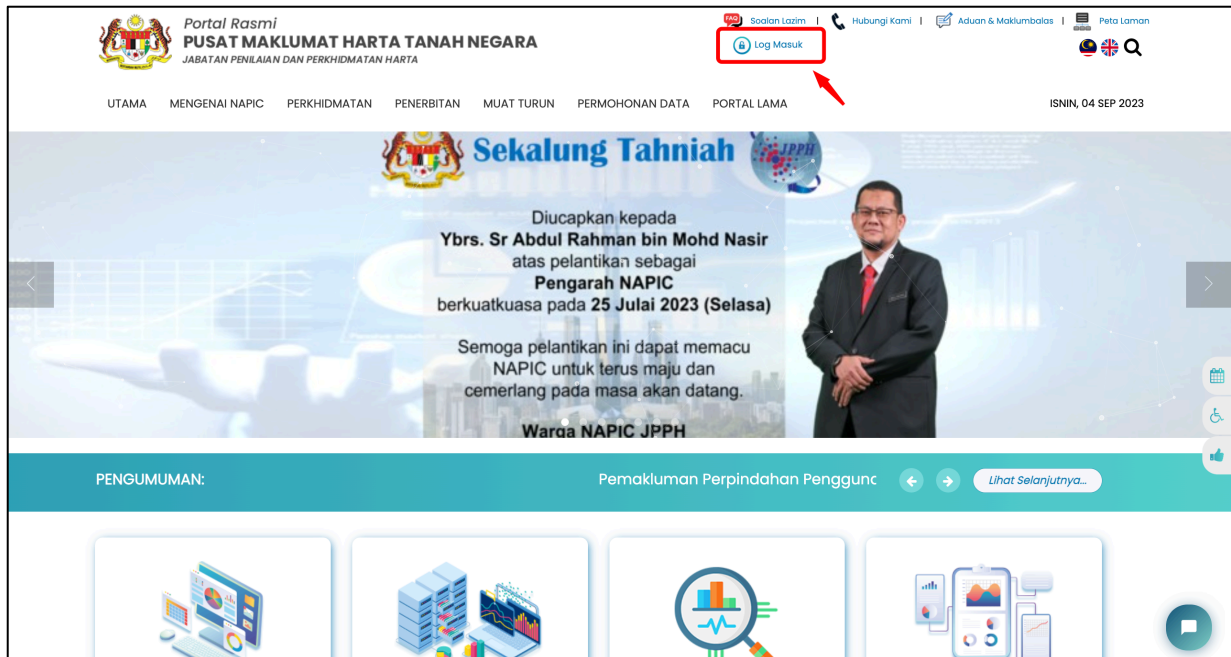 Portal Rasmi
PUSAT MAKLUMAT HARTA TANAH NEGARA
JABATAN PENILAIAN DAN PERKHIDMATAN HARTA
FAQ Soalan Lazim | Hubungi Kami | Aduan & Maklumbalas | Peta Laman
Log Masuk
UTAMA MENGENAI NAPIC PERKHIDMATAN PENERBITAN MUAT TURUN PERMOHONAN DATA PORTAL LAMA ISNIN, 04 SEP 2023
Sekalung Tahniah
JPPH
Diucapkan kepada
Ybrs. Sr Abdul Rahman bin Mohd Nasir
atas pelantikan sebagai
Pengarah NAPIC
berkuatkuasa pada 25 Julai 2023 (Selasa)
Semoga pelantikan ini dapat memacu
NAPIC untuk terus maju dan
cemerlang pada masa akan datang.
Warga NAPIC JPPH
PENGUMUMAN: Pemakluman Perpindahan Penggunc Lihat Selanjutnya...